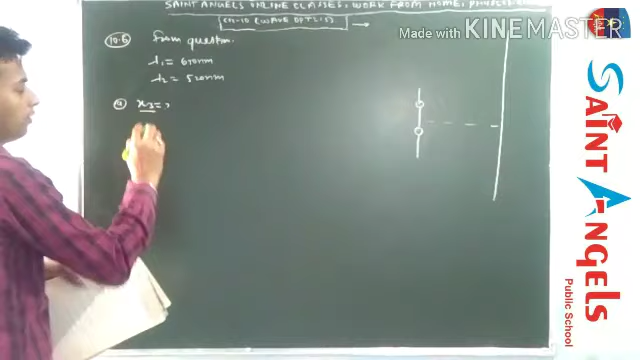 SAINT ANGELS ONLINE CLASSES, WORK FROM HOME, PHYSICS
CH-10 (WAVE OPTICS)
Made with KINEMASTER
10.6 From question.
λ₁ = 650nm
λ₂ = 520nm
a x₃ = ?
SAINT ANGELS
Public School